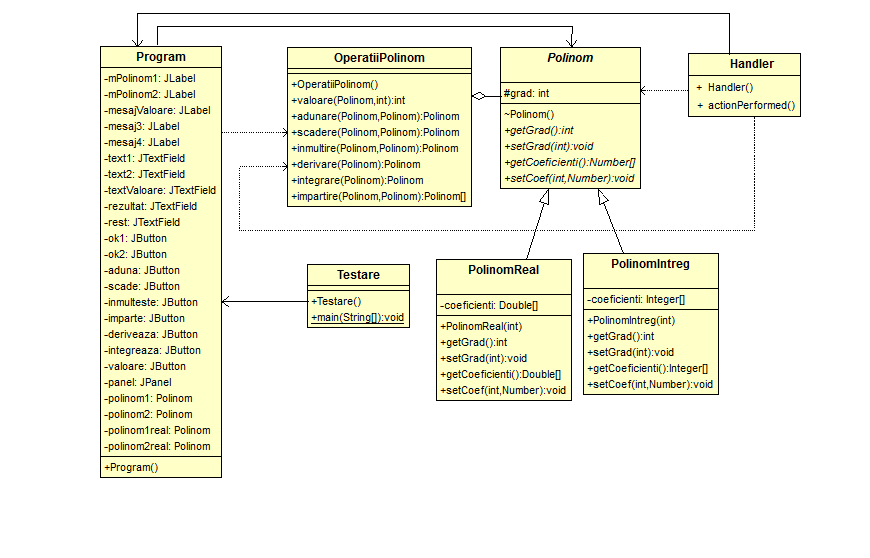 Program
-mPolinom1: JLabel
-mPolinom2: JLabel
-mesajValoare: JLabel
-mesaj3: JLabel
-mesaj4: JLabel
-text1: JTextField
-text2: JTextField
-textValoare: JTextField
-rezultat: JTextField
-rest: JTextField
-ok1: JButton
-ok2: JButton
-aduna: JButton
-scade: JButton
-inmulteste: JButton
-imparte: JButton
-deriveaza: JButton
-integreaza: JButton
-valoare: JButton
-panel: JPanel
-polinom1: Polinom
-polinom2: Polinom
-polinom1real: Polinom
-polinom2real: Polinom
+Program()
OperatiiPolinom
+OperatiiPolinom()
+valoare(Polinom,int):int
+adunare(Polinom,Polinom):Polinom
+scadere(Polinom,Polinom):Polinom
+inmultire(Polinom,Polinom):Polinom
+derivare(Polinom):Polinom
+integrare(Polinom):Polinom
+impartire(Polinom,Polinom):Polinom[]
Polinom
#grad: int
~Polinom()
+getGrad():int
+setGrad(int):void
+getCoeficienti():Number[]
+setCoef(int,Number):void
Handler
+ Handler()
+ actionPerformed()
Testare
+Testare()
+main(String[]):void
PolinomReal
-coeficienti: Double[]
+PolinomReal(int)
+getGrad():int
+setGrad(int):void
+getCoeficienti():Double[]
+setCoef(int,Number):void
PolinomIntreg
-coeficienti: Integer[]
+PolinomIntreg(int)
+getGrad():int
+setGrad(int):void
+getCoeficienti():Integer[]
+setCoef(int,Number):void